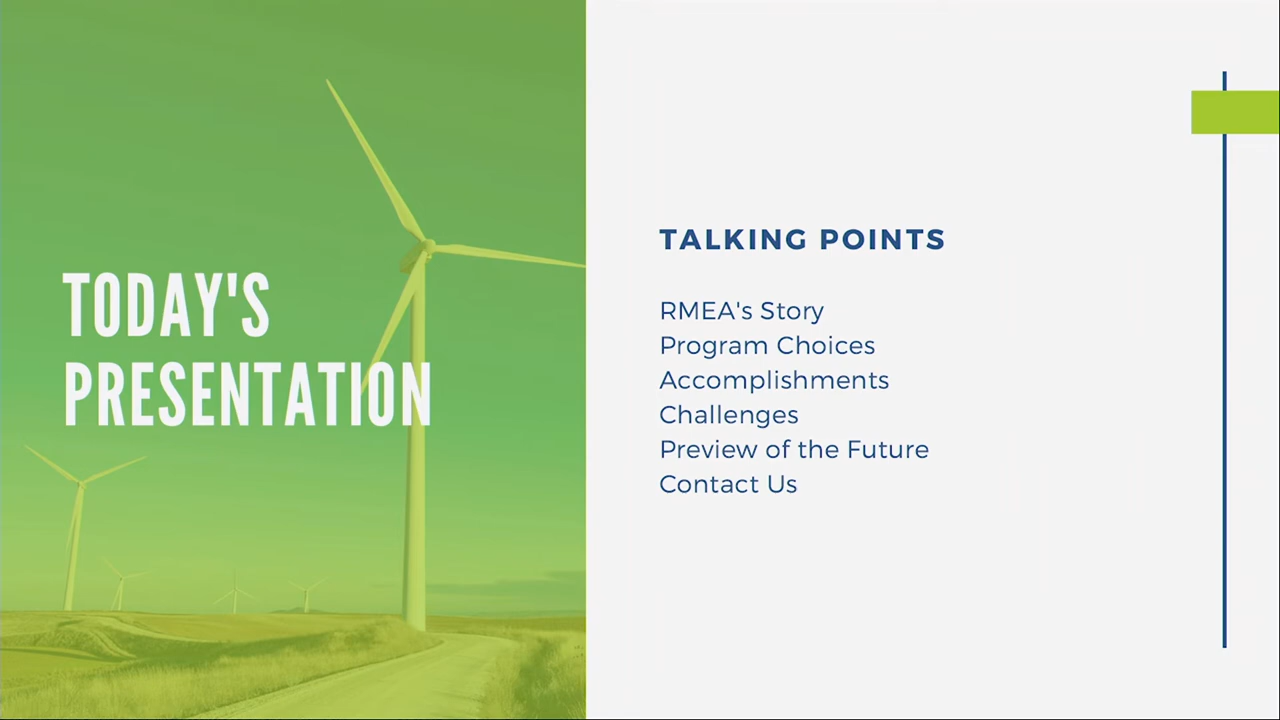 TODAY'S
PRESENTATION
TALKING POINTS
RMEA's Story
Program Choices
Accomplishments
Challenges
Preview of the Future
Contact Us